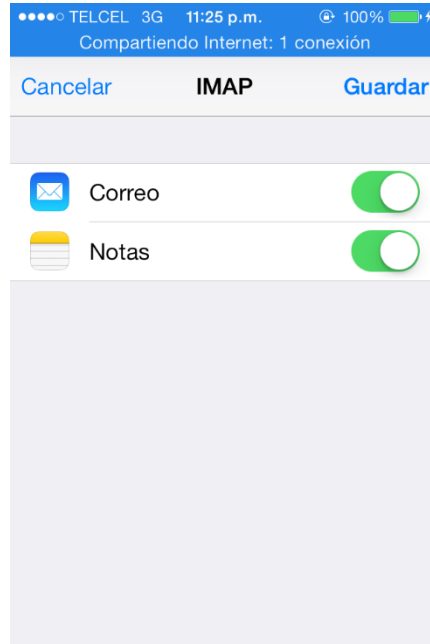 TELCEL 3G 11:25 p.m. 100%
Compartiendo Internet: 1 conexión
Cancelar IMAP Guardar
Correo
Notas